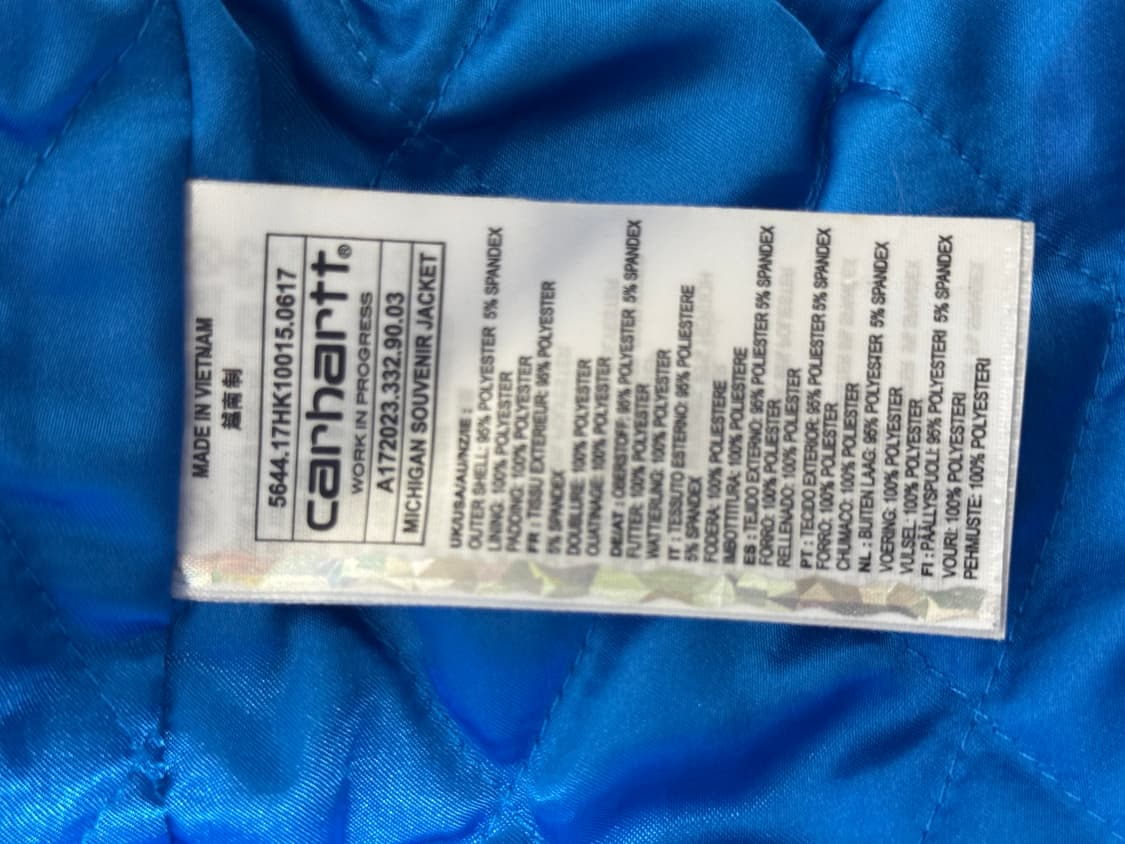 MADE IN VIETNAM
越南制
5644.17HK10015.0617
carhartt®
WORK IN PROGRESS
A172023.332.90.03
MICHIGAN SOUVENIR JACKET
UK/USA/AUNZ/IE :
OUTER SHELL: 95% POLYESTER 5% SPANDEX
LINING: 100% POLYESTER
PADDING: 100% POLYESTER
FR : TISSU EXTERIEUR: 95% POLYESTER
5% SPANDEX
DOUBLURE: 100% POLYESTER
OUATINAGE: 100% POLYESTER
DE/AT : OBERSTOFF: 95% POLYESTER 5% SPANDEX
FUTTER: 100% POLYESTER
WATTIERUNG: 100% POLYESTER
IT : TESSUTO ESTERNO: 95% POLIESTERE
5% SPANDEX
FODERA: 100% POLIESTERE
IMBOTTITURA: 100% POLIESTERE
ES : TEJIDO EXTERNO: 95% POLIESTER 5% SPANDEX
FORRO: 100% POLIESTER
RELLENADO: 100% POLIESTER
PT : TECIDO EXTERIOR: 95% POLIESTER 5% SPANDEX
FORRO: 100% POLIESTER
CHUMACO: 100% POLIESTER
NL : BUITEN LAAG: 95% POLYESTER 5% SPANDEX
VOERING: 100% POLYESTER
VULSEL: 100% POLYESTER
FI : PÄÄLLYSPUOLI: 95% POLYESTERI 5% SPANDEX
VOURI: 100% POLYESTERI
PEHMUSTE: 100% POLYESTERI